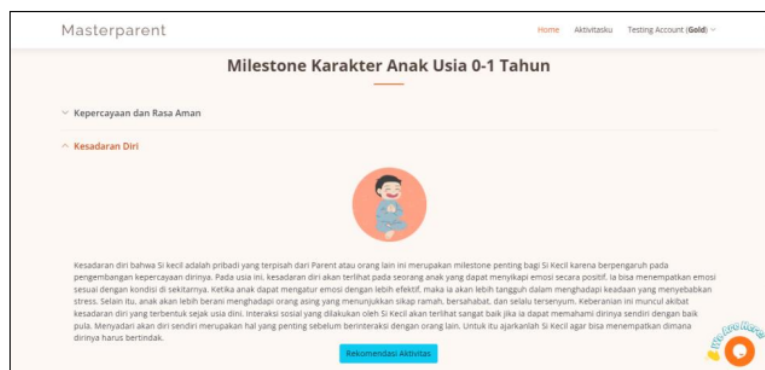 Masterparent
Home Aktivitasku Testing Account (Gold)
Milestone Karakter Anak Usia 0-1 Tahun
Kepercayaan dan Rasa Aman
Kesadaran Diri
Kesadaran diri bahwa Si kecil adalah pribadi yang terpisah dari Parent atau orang lain ini merupakan milestone penting bagi Si Kecil karena berpengaruh pada
pengembangan kepercayaan dirinya. Pada usia ini, kesadaran diri akan terlihat pada seorang anak yang dapat menyikapi emosi secara positif, ia bisa menempatkan emosi
sesuai dengan kondisi di sekitarnya. Ketika anak dapat mengatur emosi dengan lebih efektif, maka ia akan lebih tangguh dalam menghadapi keadaan yang menyebabkan
stress. Selain itu, anak akan lebih berani menghadapi orang asing yang menunjukkan sikap ramah, bersahabat, dan selalu tersenyum. Keberanian ini muncul akibat
kesadaran diri yang terbentuk sejak usia dini. Interaksi sosial yang dilakukan oleh Si Kecil akan terlihat sangat baik jika ia dapat memahami dirinya sendiri dengan baik
pula. Menyadari akan diri sendiri merupakan hal yang penting sebelum berinteraksi dengan orang lain. Untuk itu ajarkanlah Si Kecil agar bisa menempatkan dimana
dirinya harus bertindak.
We Are Here!
Rekomendasi Aktivitas